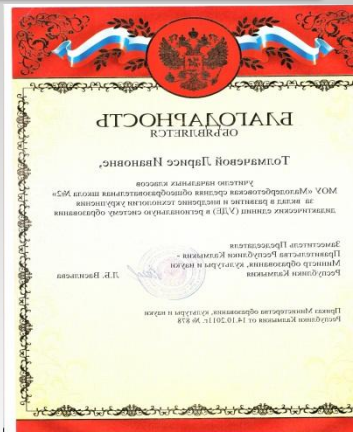 БЛАГОДАРНОСТЬ
ОБЪЯВЛЯЕТСЯ
Толмачевой Ларисе Ивановне,
учителю начальных классов
МОУ «Малодербетовская средняя общеобразовательная школа №2»
за вклад в развитие и внедрение технологии укрупнения
дидактических единиц (УДЕ) в региональную систему образования
Заместитель Председателя
Правительства Республики Калмыкия -
Министр образования, культуры и науки
Республики Калмыкия Л.Б. Васильева
Приказ Министерства образования, культуры и науки
Республики Калмыкия от 14.10.2011г. № 878